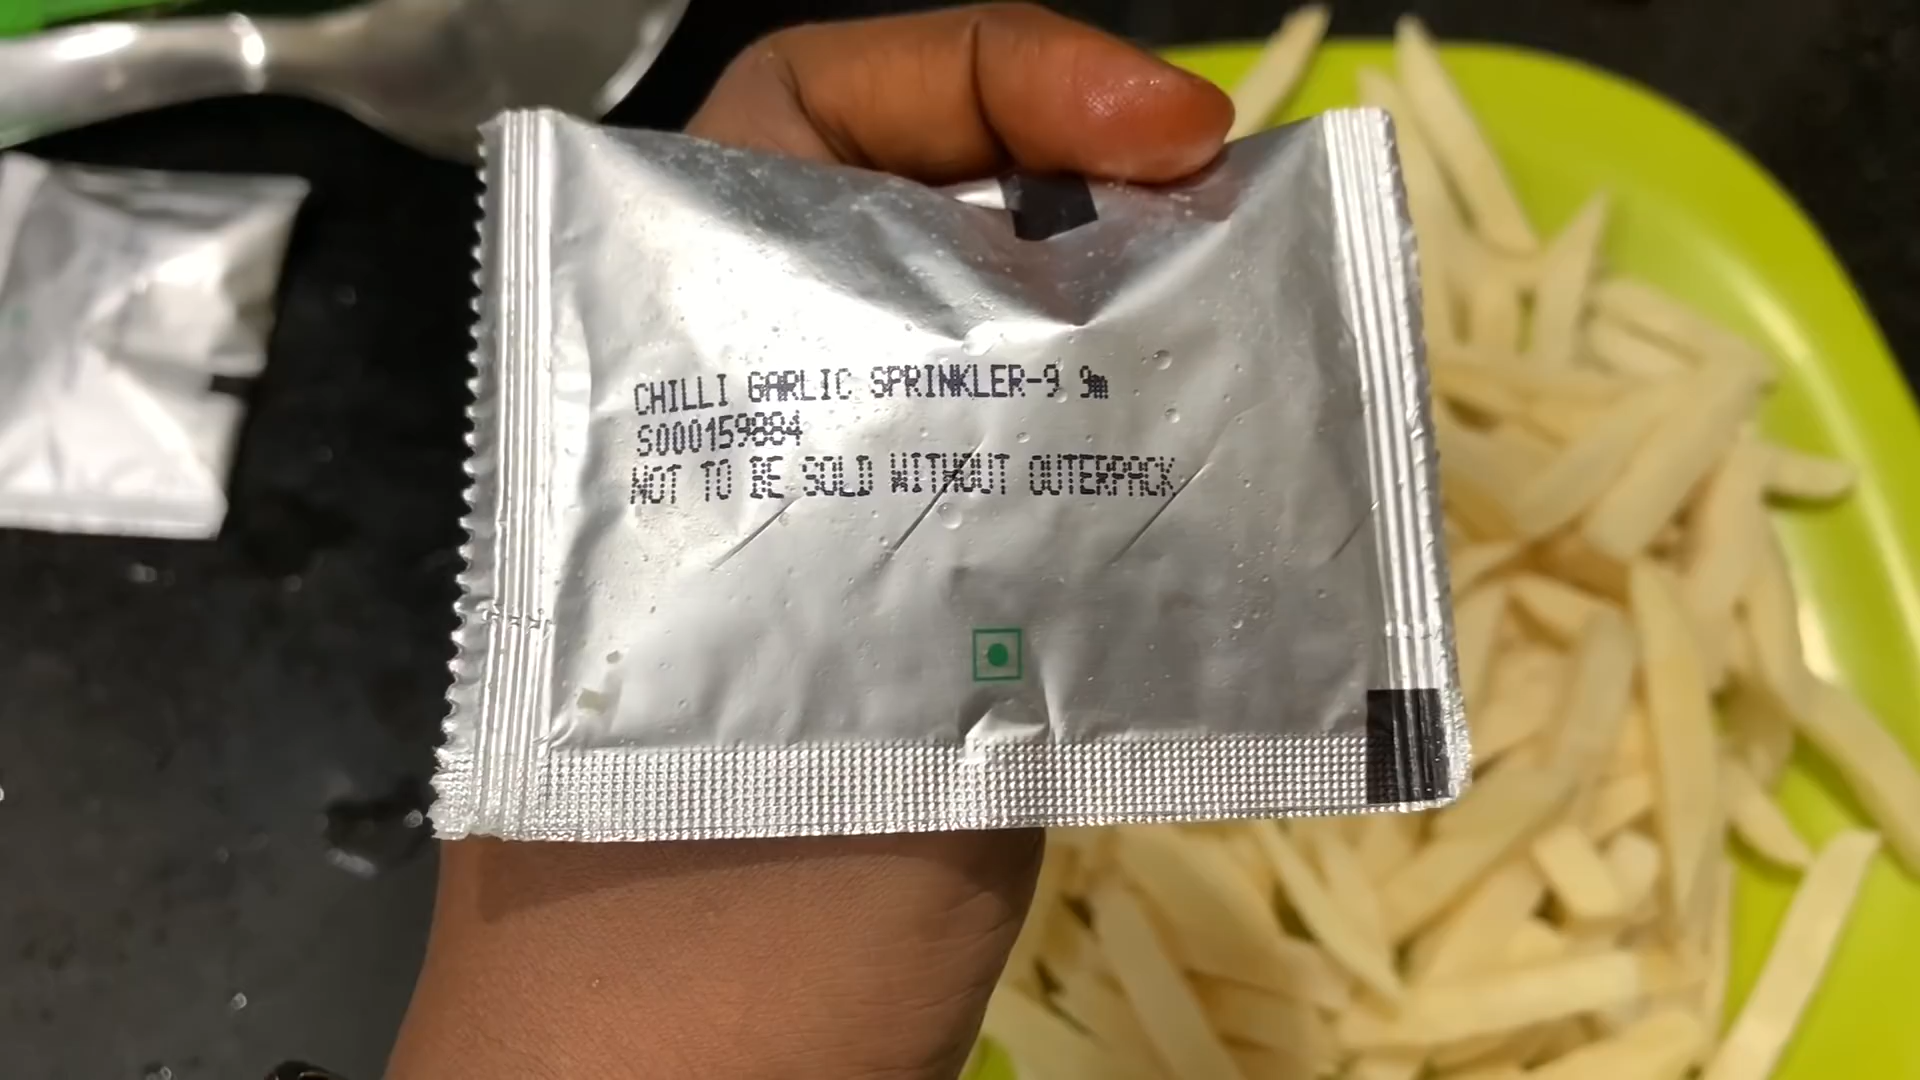 CHILLI GARLIC SPRINKLER-9 9m
S000159884
NOT TO BE SOLD WITHOUT OUTERPACK